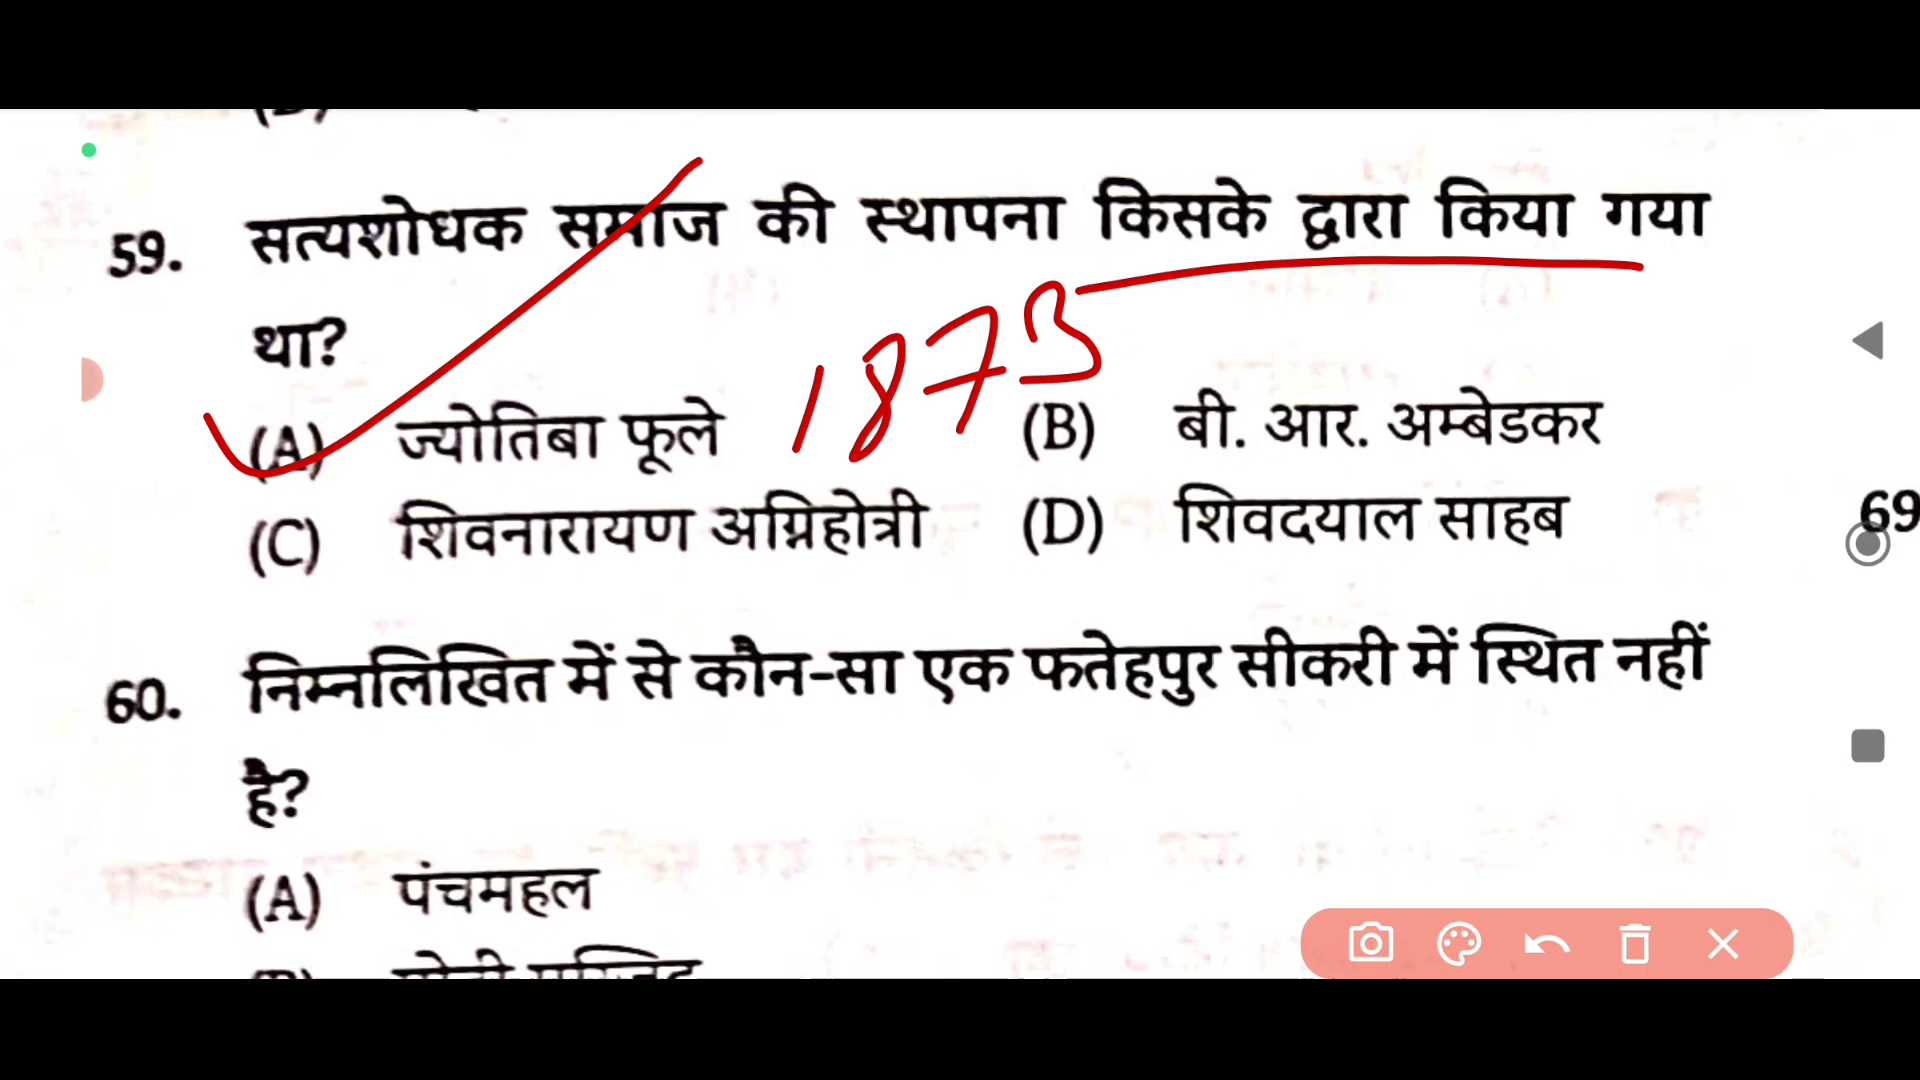 59. सत्यशोधक समाज की स्थापना किसके द्वारा किया गया
था?
1873
(A) ज्योतिबा फूले (B) बी. आर. अम्बेडकर
(C) शिवनारायण अग्निहोत्री (D) शिवदयाल साहब
69
60. निम्नलिखित में से कौन-सा एक फतेहपुर सीकरी में स्थित नहीं
है?
(A) पंचमहल